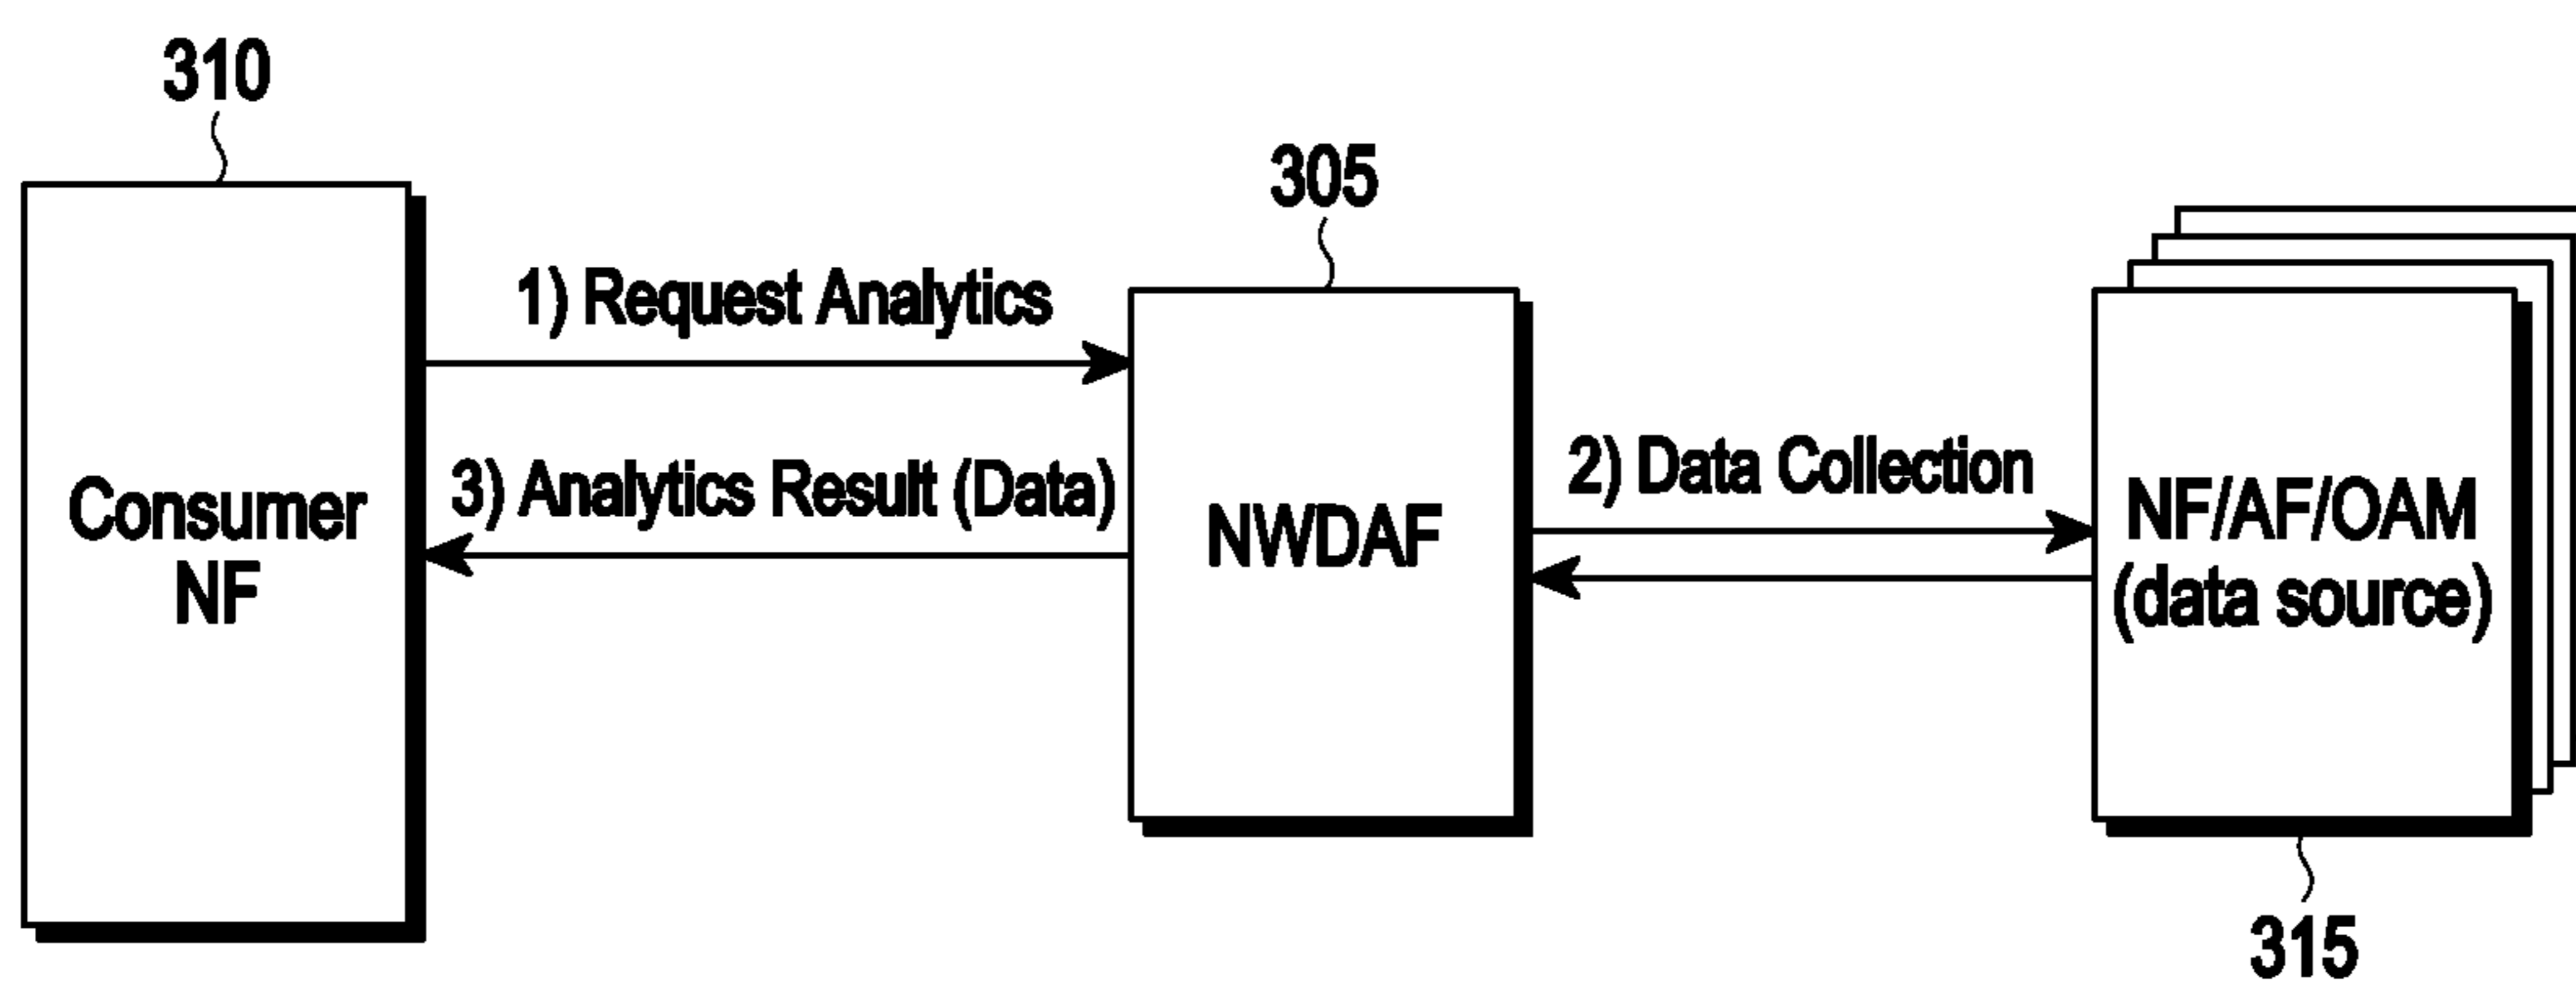 310
305
1) Request Analytics
3) Analytics Result (Data)
2) Data Collection
Consumer
NF
NWDAF
NF/AF/OAM
(data source)
315